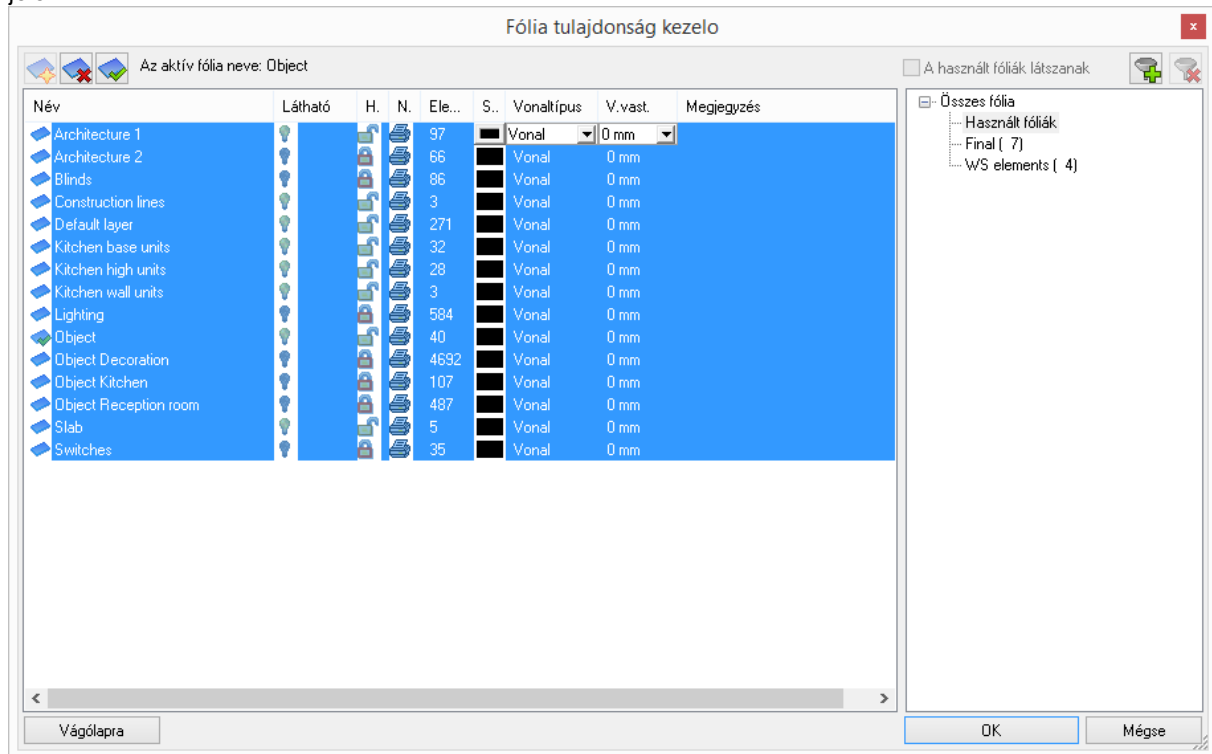 Fólia tulajdonság kezelo
x
Az aktív fólia neve: Object
A használt fóliák látszanak
Név Látható H. N. Ele... S.. Vonaltípus V.vast. Megjegyzés
Architecture 1 97 Vonal 0 mm
Architecture 2 66 Vonal 0 mm
Blinds 86 Vonal 0 mm
Construction lines 3 Vonal 0 mm
Default layer 271 Vonal 0 mm
Kitchen base units 32 Vonal 0 mm
Kitchen high units 28 Vonal 0 mm
Kitchen wall units 3 Vonal 0 mm
Lighting 584 Vonal 0 mm
Object 40 Vonal 0 mm
Object Decoration 4692 Vonal 0 mm
Object Kitchen 107 Vonal 0 mm
Object Reception room 487 Vonal 0 mm
Slab 5 Vonal 0 mm
Switches 35 Vonal 0 mm
Összes fólia
Használt fóliák
Final ( 7)
WS elements ( 4)
Vágólapra
OK
Mégse